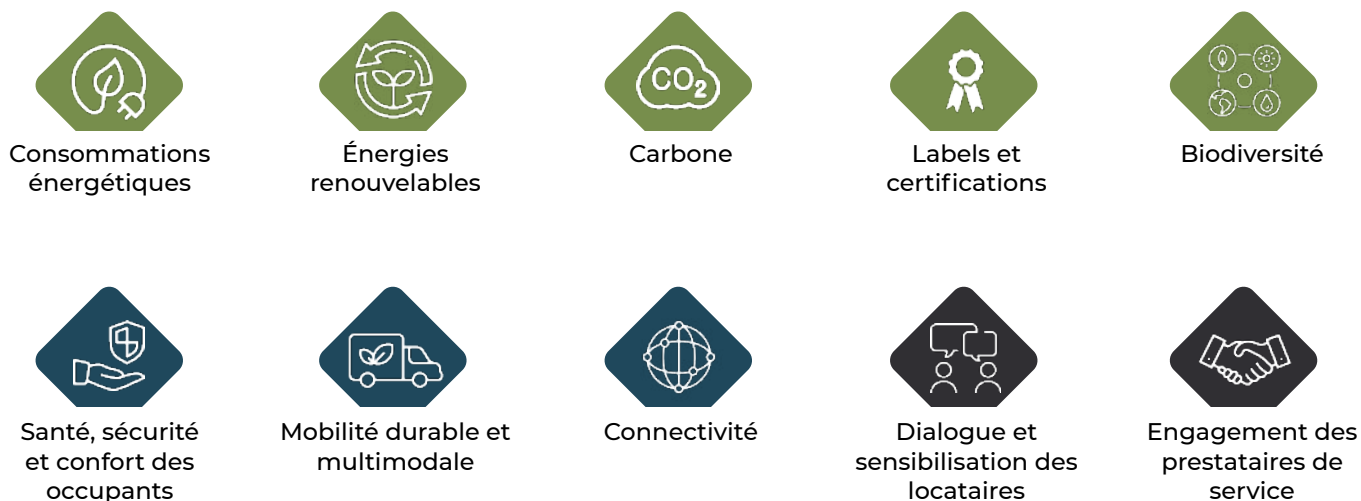 CO2
Consommations
énergétiques
Énergies
renouvelables
Carbone
Labels et
certifications
Biodiversité
Santé, sécurité
et confort des
occupants
Mobilité durable et
multimodale
Connectivité
Dialogue et
sensibilisation des
locataires
Engagement des
prestataires de
service